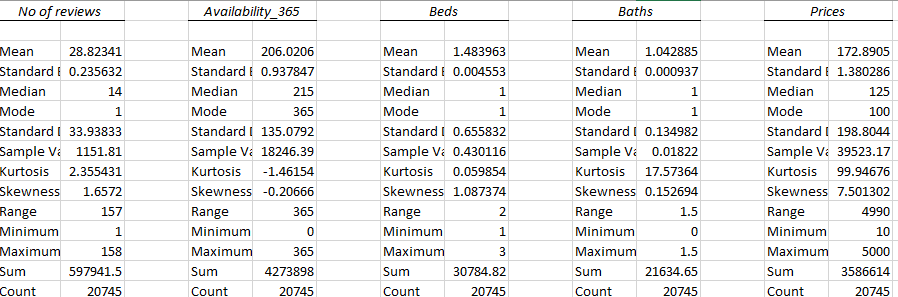 No of reviews Availability_365 Beds Baths Prices
Mean 28.82341 Mean 206.0206 Mean 1.483963 Mean 1.042885 Mean 172.8905
Standard E 0.235632 Standard E 0.937847 Standard E 0.004553 Standard E 0.000937 Standard E 1.380286
Median 14 Median 215 Median 1 Median 1 Median 125
Mode 1 Mode 365 Mode 1 Mode 1 Mode 100
Standard D 33.93833 Standard D 135.0792 Standard D 0.655832 Standard D 0.134982 Standard D 198.8044
Sample Va 1151.81 Sample Va 18246.39 Sample Va 0.430116 Sample Va 0.01822 Sample Va 39523.17
Kurtosis 2.355431 Kurtosis -1.46154 Kurtosis 0.059854 Kurtosis 17.57364 Kurtosis 99.94676
Skewness 1.6572 Skewness -0.20666 Skewness 1.087374 Skewness 0.152694 Skewness 7.501302
Range 157 Range 365 Range 2 Range 1.5 Range 4990
Minimum 1 Minimum 0 Minimum 1 Minimum 0 Minimum 10
Maximum 158 Maximum 365 Maximum 3 Maximum 1.5 Maximum 5000
Sum 597941.5 Sum 4273898 Sum 30784.82 Sum 21634.65 Sum 3586614
Count 20745 Count 20745 Count 20745 Count 20745 Count 20745